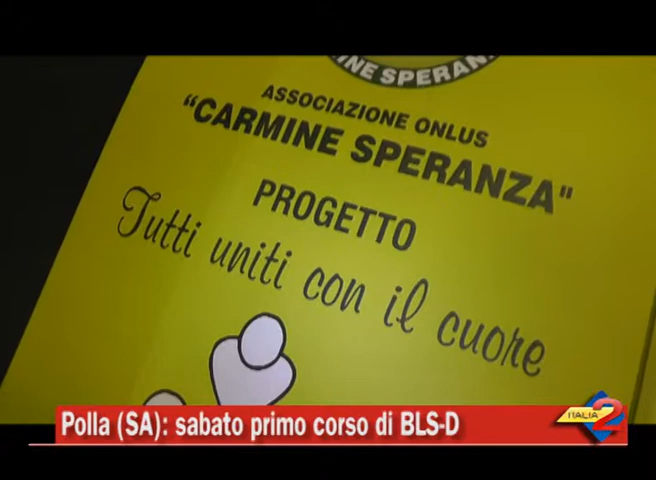 MINE SPERANZA
ASSOCIAZIONE ONLUS
"CARMINE SPERANZA"
PROGETTO
Tutti uniti con il cuore
Polla (SA): sabato primo corso di BLS-D
ITALIA 2